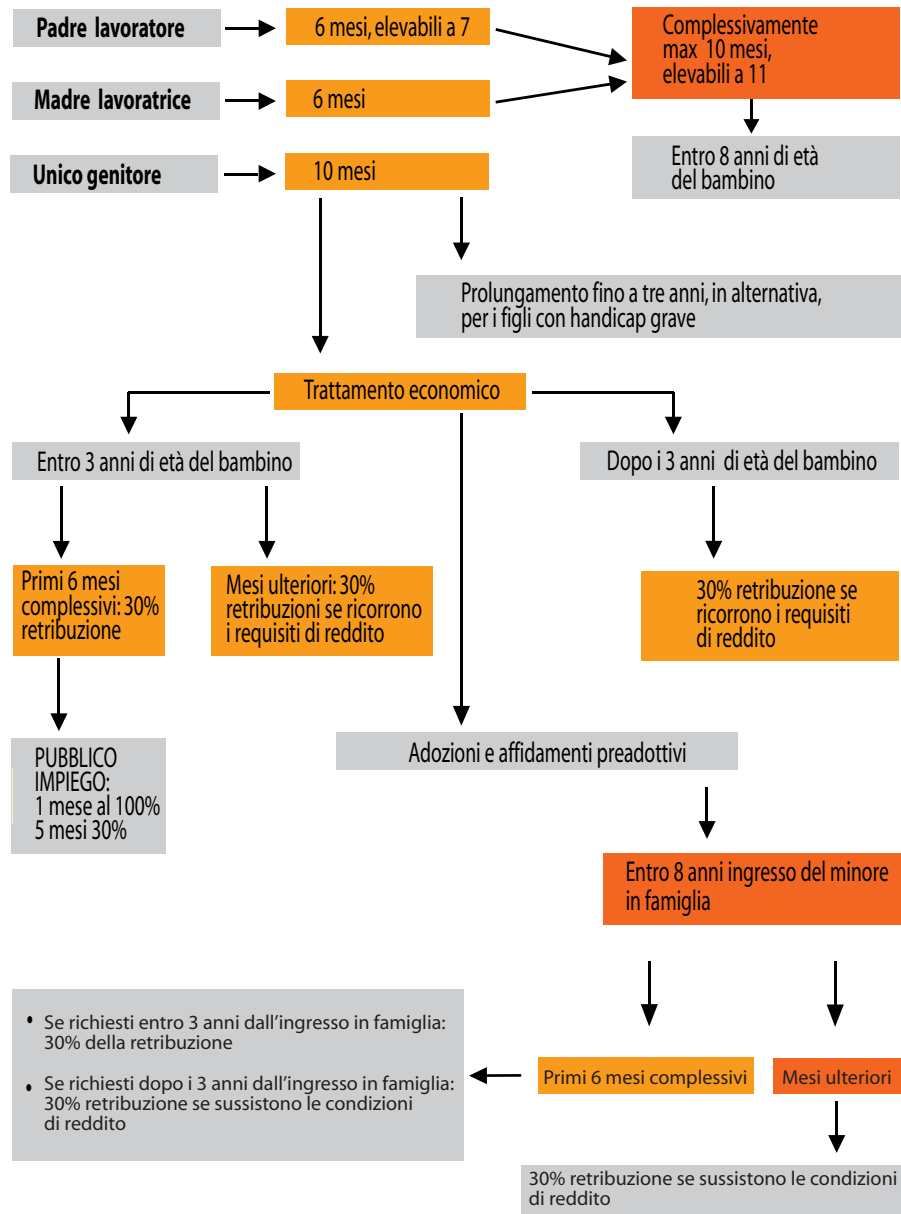 Padre lavoratore
6 mesi, elevabili a 7
Complessivamente
max 10 mesi,
elevabili a 11
Madre lavoratrice
6 mesi
Entro 8 anni di età
del bambino
Unico genitore
10 mesi
Prolungamento fino a tre anni, in alternativa,
per i figli con handicap grave
Trattamento economico
Entro 3 anni di età del bambino
Dopo i 3 anni di età del bambino
Primi 6 mesi
complessivi: 30%
retribuzione
Mesi ulteriori: 30%
retribuzioni se ricorrono
i requisiti di reddito
30% retribuzione se
ricorrono i requisiti
di reddito
PUBBLICO
IMPIEGO:
1 mese al 100%
5 mesi 30%
Adozioni e affidamenti preadottivi
Entro 8 anni ingresso del minore
in famiglia
• Se richiesti entro 3 anni dall'ingresso in famiglia:
30% della retribuzione
• Se richiesti dopo i 3 anni dall'ingresso in famiglia:
30% retribuzione se sussistono le condizioni
di reddito
Primi 6 mesi complessivi
Mesi ulteriori
30% retribuzione se sussistono le condizioni
di reddito